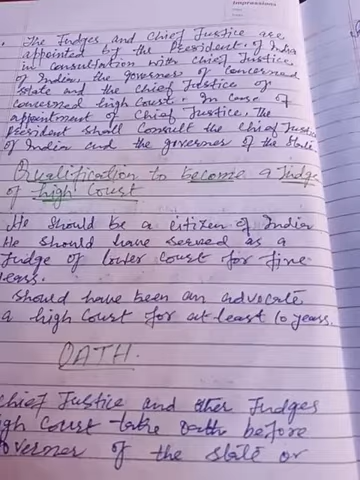 Impressions
The Judges and Chief Justice are
appointed by the President, of India
in consultation with chief Justice,
of India, the governer of concerned
state and the chief Justice of
concerned high Court. In case of
appointment of Chief Justice, the
President shall Consult the chief Justice
of India and the governer of the state
Qualification to become a Judge
of high Court
He should be a citizen of India
He should have served as a
Judge of lower Court for five
years.
should have been an advocate
a high Court for at least 10 years.
OATH.
chief Justice and other Judges
high Court take oath before
governer of the state or